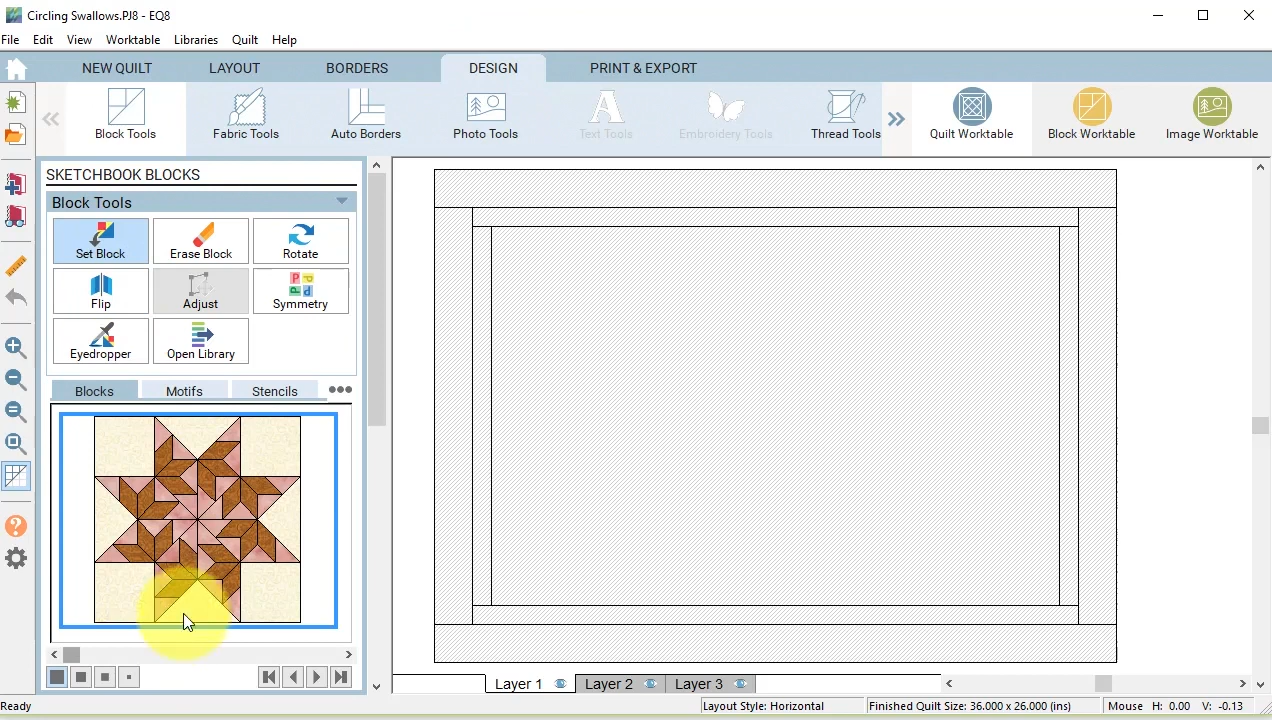 Circling Swallows.PJ8 - EQ8
File Edit View Worktable Libraries Quilt Help
NEW QUILT LAYOUT BORDERS DESIGN PRINT & EXPORT
Block Tools Fabric Tools Auto Borders Photo Tools Text Tools Embroidery Tools Thread Tools Quilt Worktable Block Worktable Image Worktable
SKETCHBOOK BLOCKS
Block Tools
Set Block Erase Block Rotate
Flip Adjust Symmetry
Eyedropper Open Library
Blocks Motifs Stencils
Layer 1 Layer 2 Layer 3
Ready Layout Style: Horizontal Finished Quilt Size: 36.000 x 26.000 (ins) Mouse H: 0.00 V: -0.13